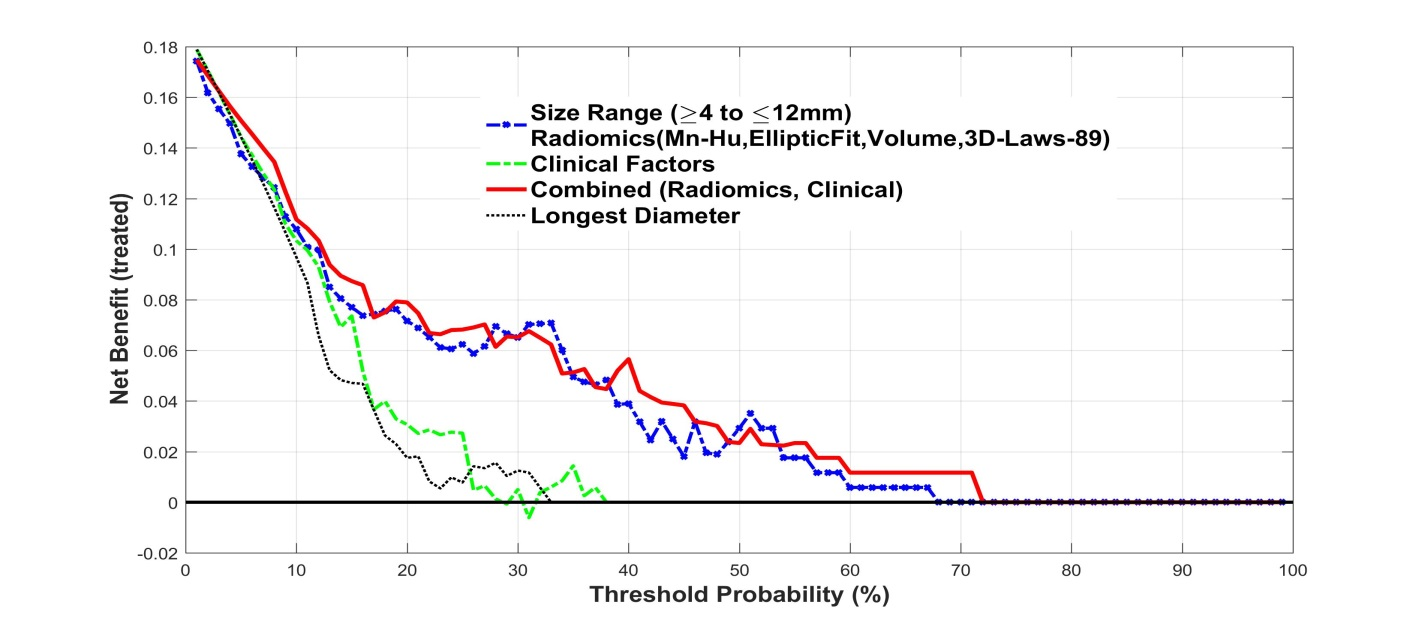 0.18
0.16
0.14
0.12
0.1
0.08
0.06
0.04
0.02
0
-0.02
Net Benefit (treated)
Size Range (≥4 to ≤12mm)
Radiomics(Mn-Hu,EllipticFit,Volume,3D-Laws-89)
Clinical Factors
Combined (Radiomics, Clinical)
Longest Diameter
0 10 20 30 40 50 60 70 80 90 100
Threshold Probability (%)